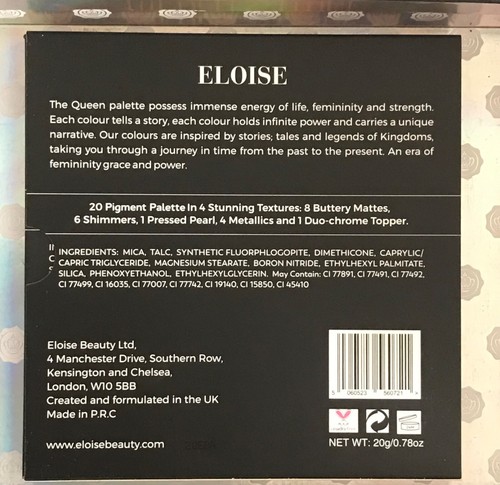 ELOISE
The Queen palette possess immense energy of life, femininity and strength.
Each colour tells a story, each colour holds infinite power and carries a unique
narrative. Our colours are inspired by stories; tales and legends of Kingdoms,
taking you through a journey in time from the past to the present. An era of
femininity grace and power.
20 Pigment Palette In 4 Stunning Textures: 8 Buttery Mattes,
6 Shimmers, 1 Pressed Pearl, 4 Metallics and 1 Duo-chrome Topper.
INGREDIENTS: MICA, TALC, SYNTHETIC FLUORPHLOGOPITE, DIMETHICONE, CAPRYLIC/
CAPRIC TRIGLYCERIDE, MAGNESIUM STEARATE, BORON NITRIDE, ETHYLHEXYL PALMITATE,
SILICA, PHENOXYETHANOL, ETHYLHEXYLGLYCERIN. May Contain: CI 77891, CI 77491, CI 77492,
CI 77499, CI 16035, CI 77007, CI 77742, CI 19140, CI 15850, CI 45410
Eloise Beauty Ltd,
4 Manchester Drive, Southern Row,
Kensington and Chelsea,
London, W10 5BB
Created and formulated in the UK
Made in P.R.C
www.eloisebeauty.com
5 060523 560721 >
NET WT: 20g/0.78oz